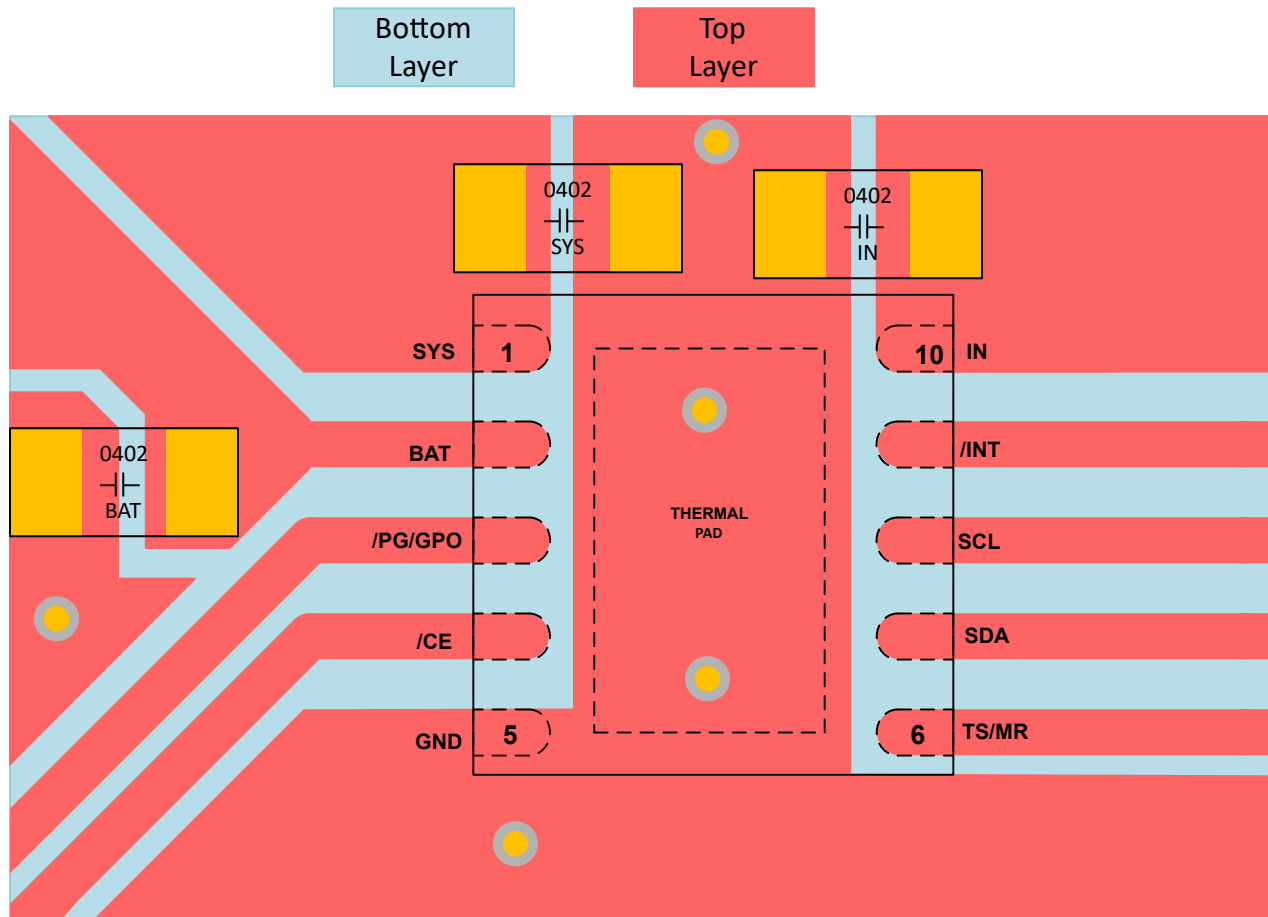 Bottom
Layer
Top
Layer
0402
SYS
0402
IN
SYS
1
10
IN
BAT
/INT
0402
BAT
THERMAL
PAD
/PG/GPO
SCL
/CE
SDA
GND
5
6
TS/MR